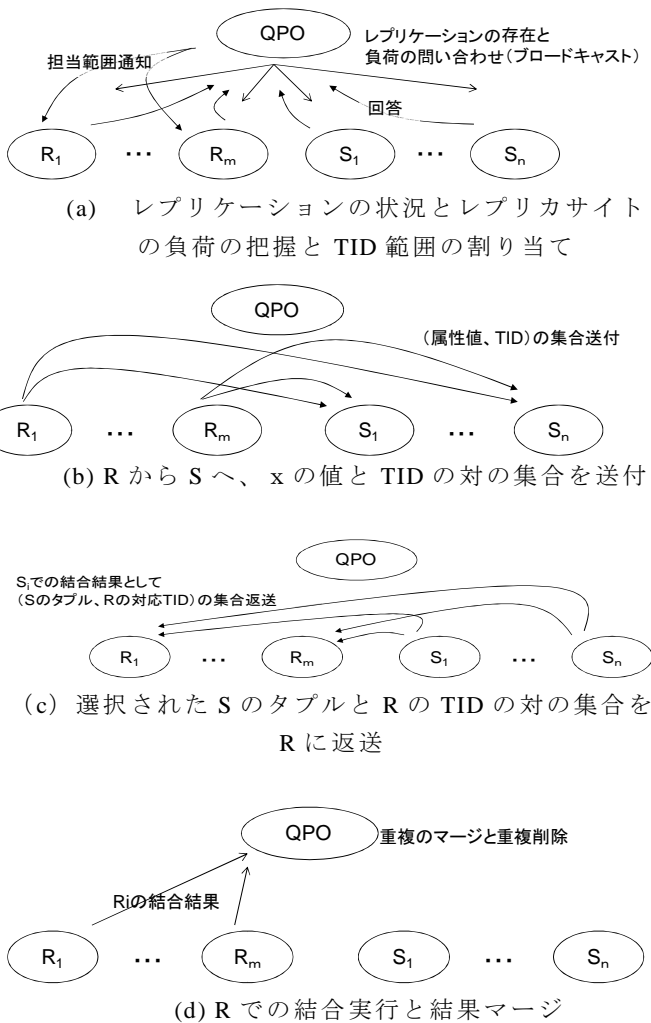 QPO
レプリケーションの存在と
負荷の問い合わせ(ブロードキャスト)
担当範囲通知
回答
R₁ … Rₘ S₁ … Sₙ
(a) レプリケーションの状況とレプリカサイト
の負荷の把握と TID 範囲の割り当て
QPO
(属性値、TID)の集合送付
R₁ … Rₘ S₁ … Sₙ
(b) R から S へ、 x の値と TID の対の集合を送付
QPO
Sᵢでの結合結果として
(Sのタプル、Rの対応TID)の集合返送
R₁ … Rₘ S₁ … Sₙ
(c) 選択された S のタプルと R の TID の対の集合を
R に返送
QPO
重複のマージと重複削除
Riの結合結果
R₁ … Rₘ S₁ … Sₙ
(d) R での結合実行と結果マージ